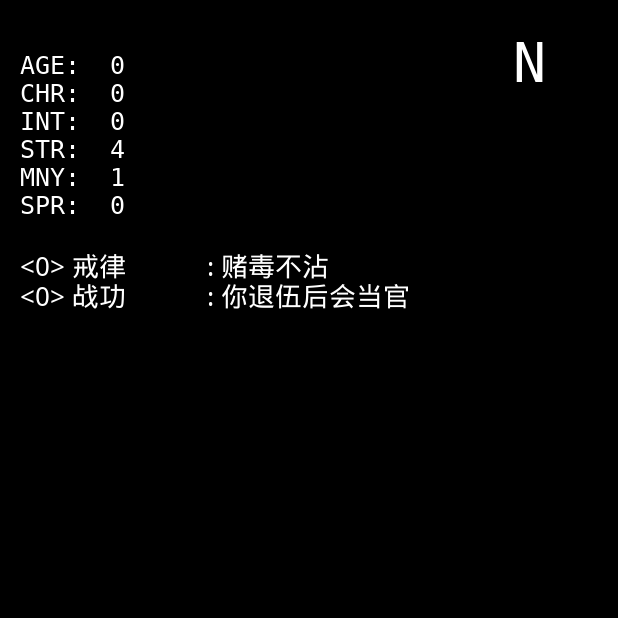 N
AGE: 0
CHR: 0
INT: 0
STR: 4
MNY: 1
SPR: 0
<O> 戒律 : 赌毒不沾
<O> 战功 : 你退伍后会当官